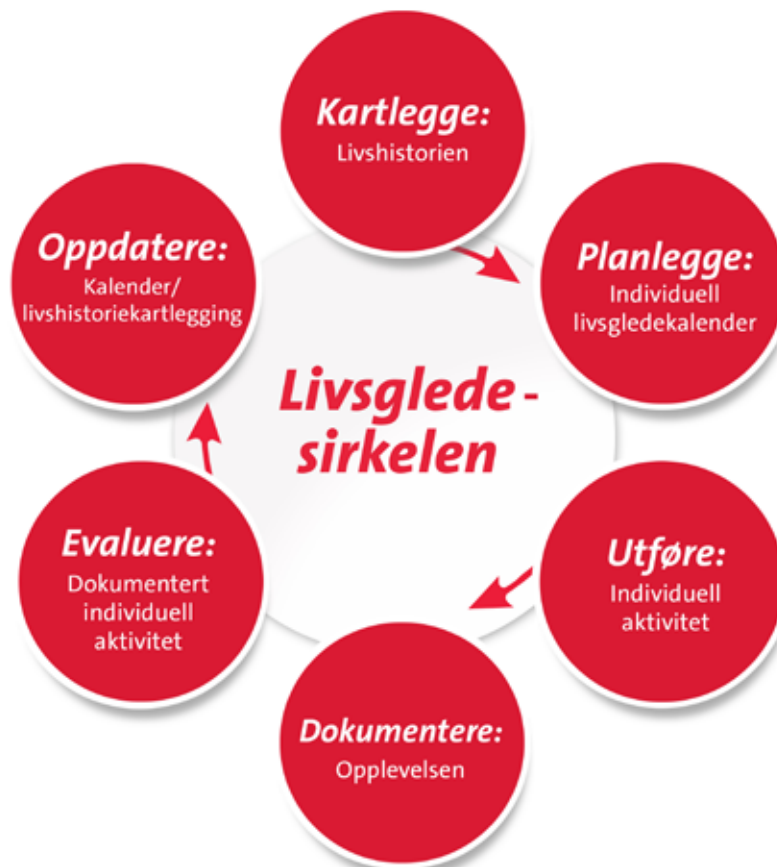 Kartlegge:
Livshistorien
Planlegge:
Individuell
livsgledekalender
Utføre:
Individuell
aktivitet
Dokumentere:
Opplevelsen
Evaluere:
Dokumentert
individuell
aktivitet
Oppdatere:
Kalender/
livshistoriekartlegging
Livsglede-
sirkelen